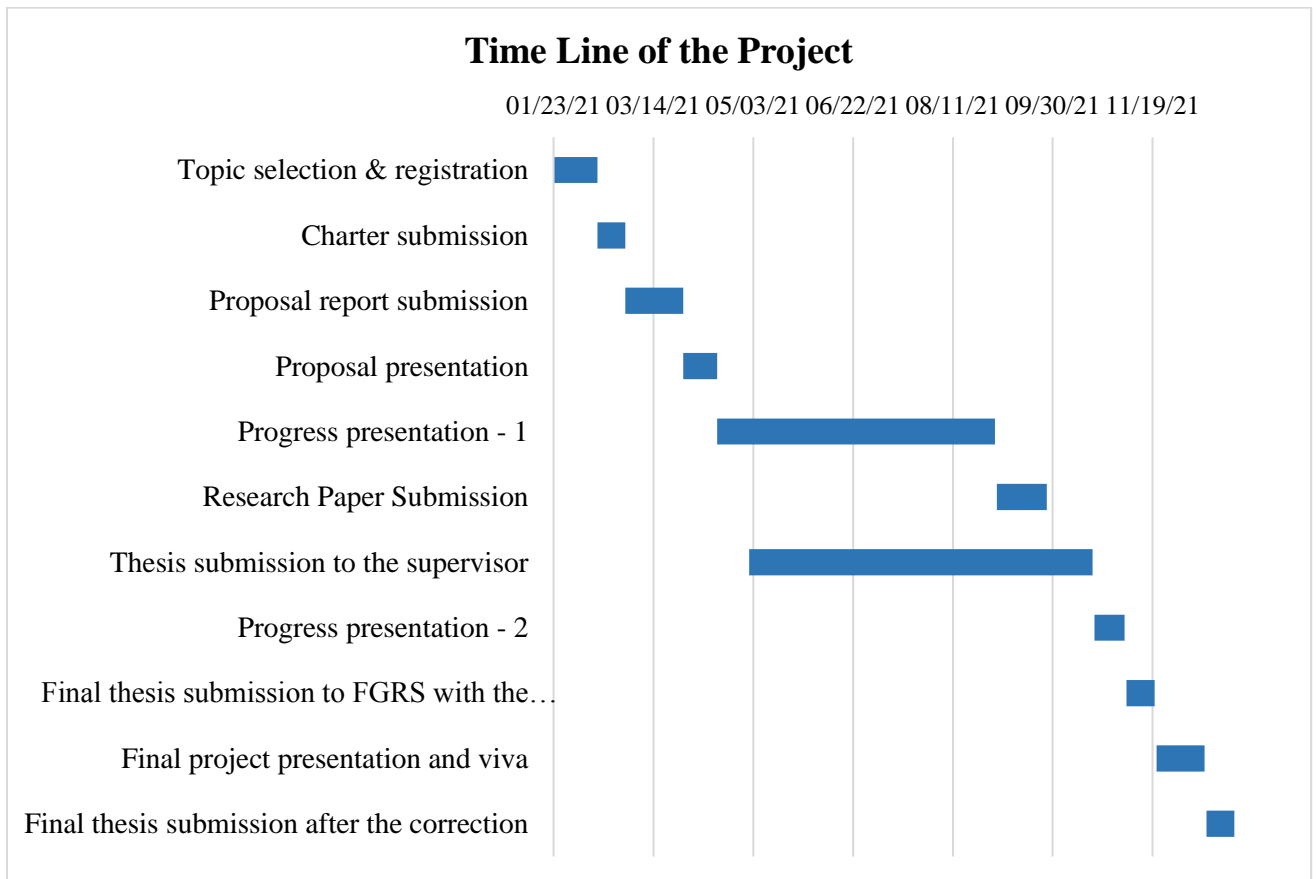 Time Line of the Project
01/23/21 03/14/21 05/03/21 06/22/21 08/11/21 09/30/21 11/19/21
Topic selection & registration
Charter submission
Proposal report submission
Proposal presentation
Progress presentation - 1
Research Paper Submission
Thesis submission to the supervisor
Progress presentation - 2
Final thesis submission to FGRS with the…
Final project presentation and viva
Final thesis submission after the correction